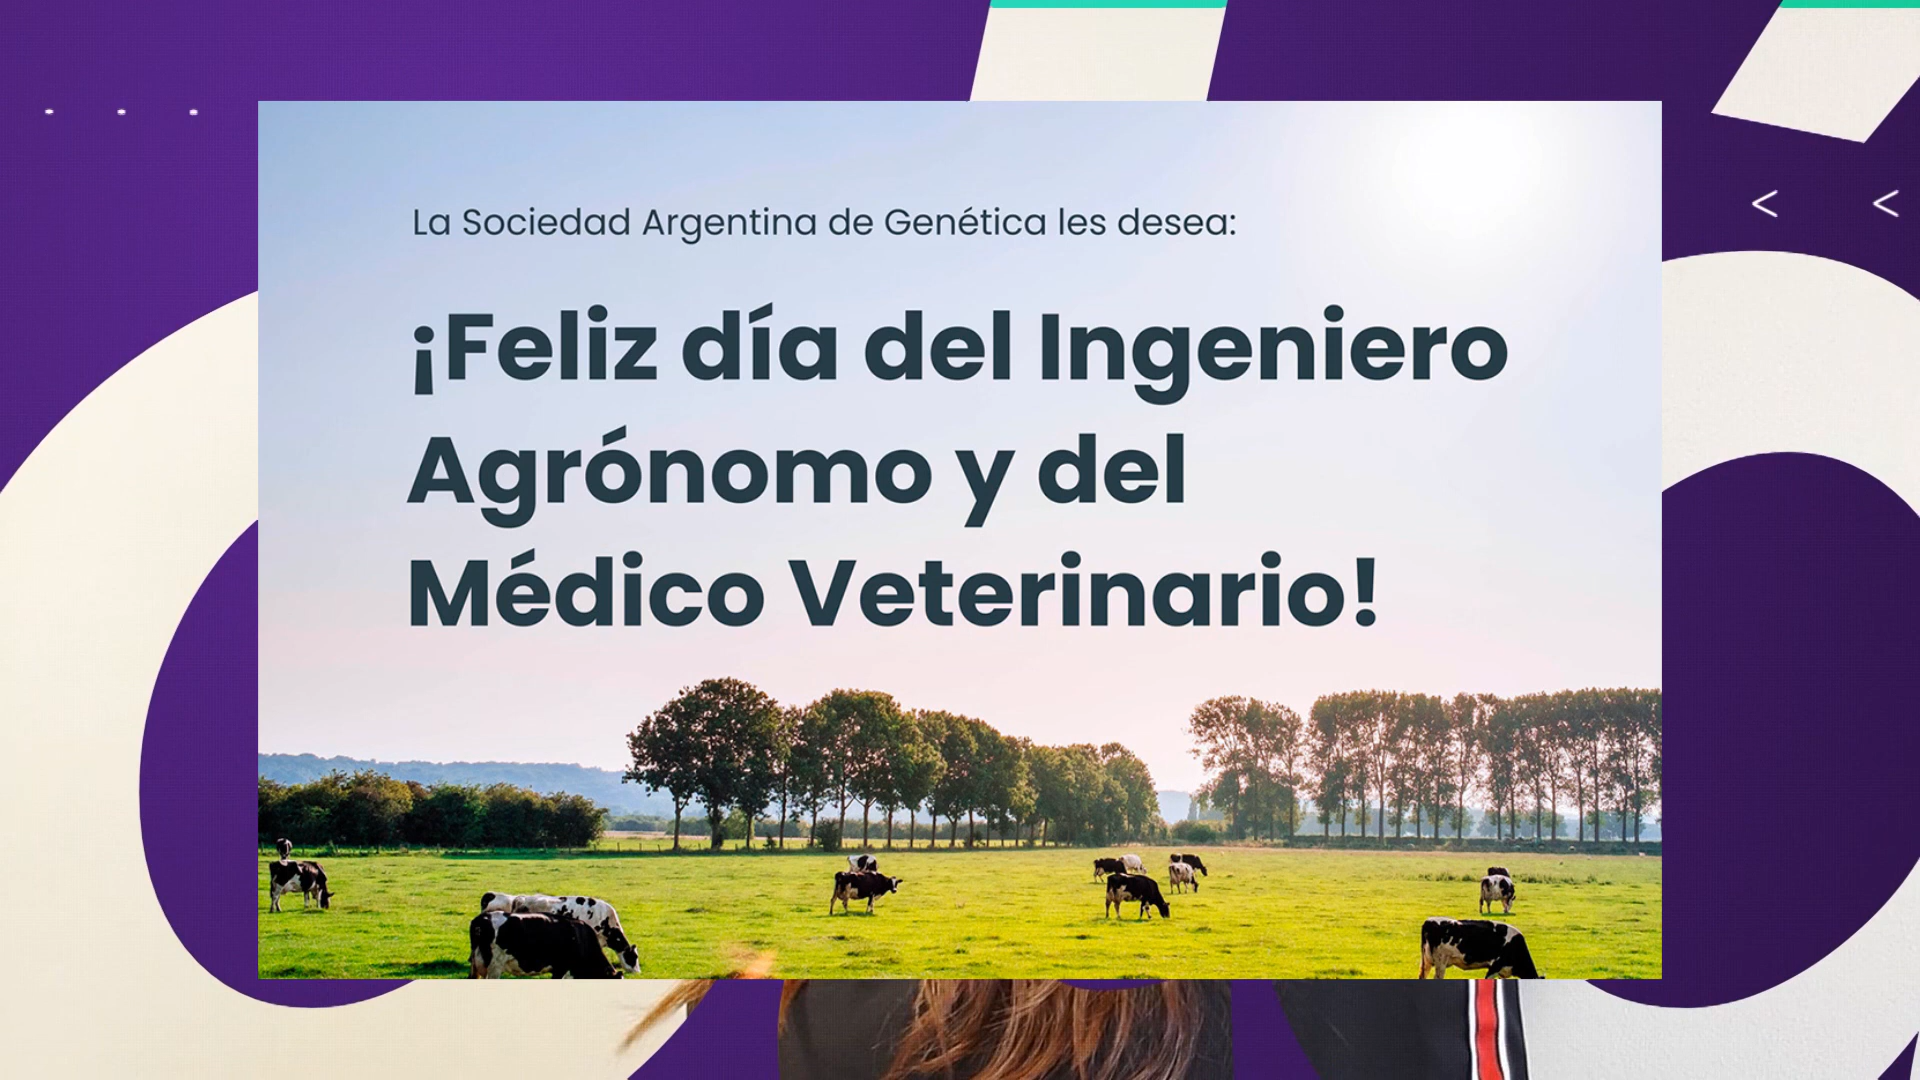 La Sociedad Argentina de Genética les desea:
¡Feliz día del Ingeniero
Agrónomo y del
Médico Veterinario!